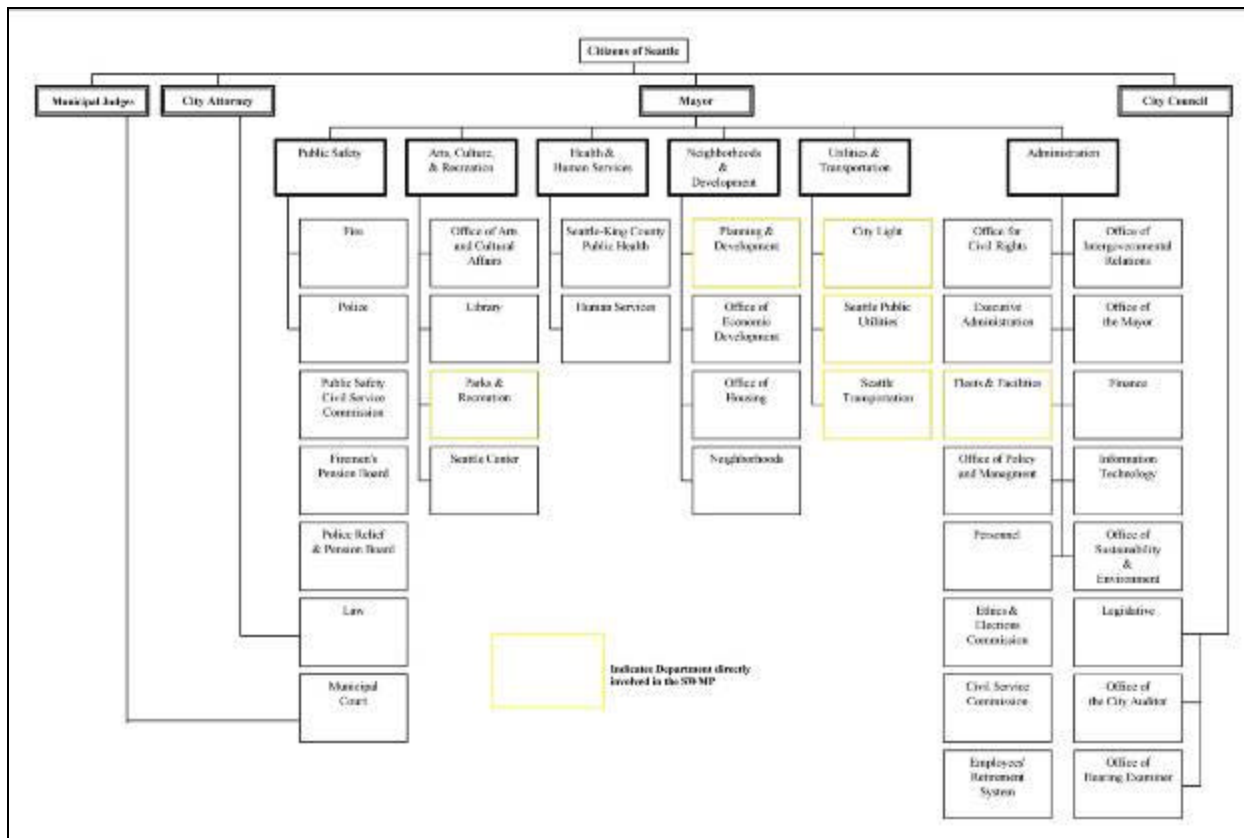 Citizens of Seattle
Municipal Judges
City Attorney
Mayor
City Council
Public Safety
Arts, Culture,
& Recreation
Health &
Human Services
Neighborhoods
&
Development
Utilities &
Transportation
Administration
Fire
Office of Arts
and Cultural
Affairs
Seattle-King County
Public Health
Planning &
Development
City Light
Office for
Civil Rights
Office of
Intergovernmental
Relations
Police
Library
Human Services
Office of
Economic
Development
Seattle Public
Utilities
Executive
Administration
Office of
the Mayor
Public Safety
Civil Service
Commission
Parks &
Recreation
Office of
Housing
Seattle
Transportation
Fleets & Facilities
Finance
Firemen's
Pension Board
Seattle Center
Neighborhoods
Office of Policy
and Managment
Information
Technology
Police Relief
& Pension Board
Personnel
Office of
Sustainability
&
Environment
Law
Ethics &
Elections
Commission
Legislative
Indicates Department directly
involved in the SWMP
Municipal
Court
Civil Service
Commission
Office of
the City Auditor
Employees'
Retirement
System
Office of
Hearing Examiner